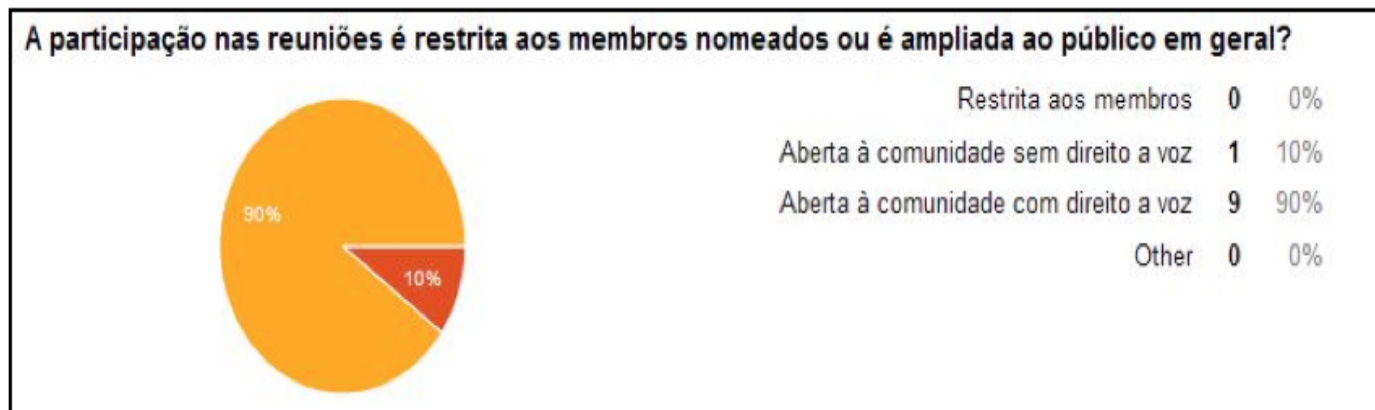 A participação nas reuniões é restrita aos membros nomeados ou é ampliada ao público em geral?
Restrita aos membros 0 0%
Aberta à comunidade sem direito a voz 1 10%
Aberta à comunidade com direito a voz 9 90%
Other 0 0%
90%
10%